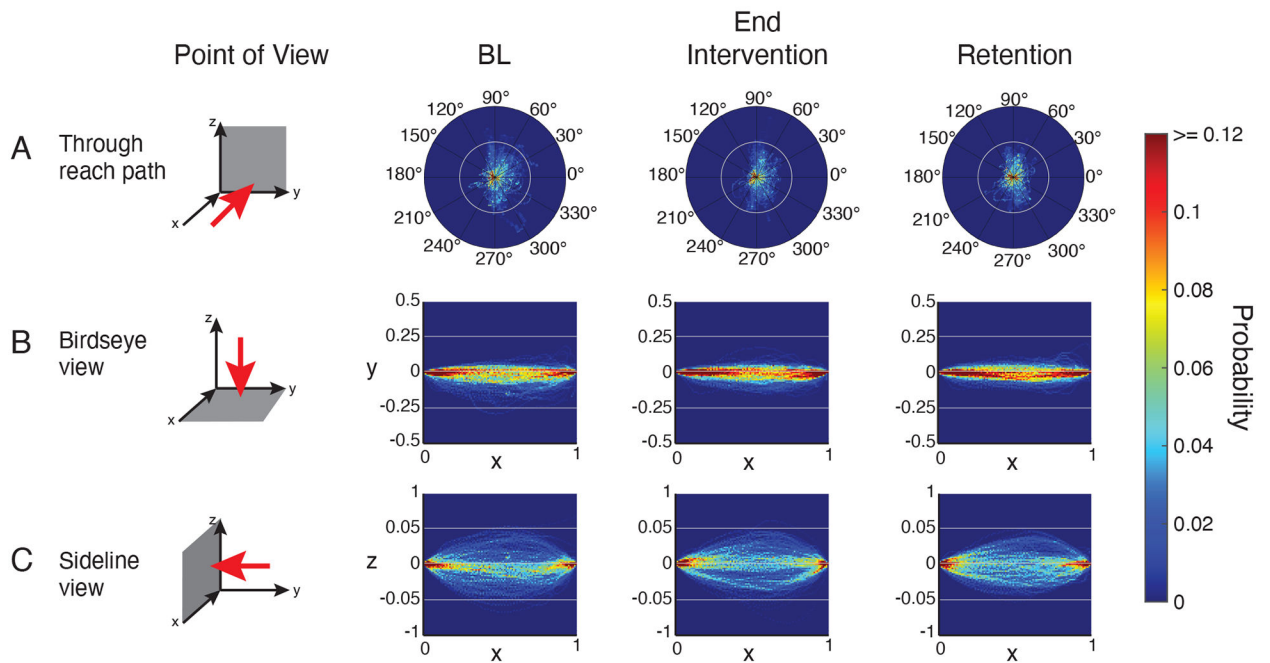 Point of View
BL
End
Intervention
Retention
A
Through
reach path
z
y
x
90°
120°
60°
150°
30°
180°
0°
210°
330°
240°
300°
270°
90°
120°
60°
150°
30°
180°
0°
210°
330°
240°
300°
270°
90°
120°
60°
150°
30°
180°
0°
210°
330°
240°
300°
270°
B
Birdseye
view
z
y
x
y
0.5
0.25
0
-0.25
-0.5
0
1
x
0.5
0.25
0
-0.25
-0.5
0
1
x
0.5
0.25
0
-0.25
-0.5
0
1
x
C
Sideline
view
z
y
x
z
1
0.05
0
-0.05
-1
0
1
x
1
0.05
0
-0.05
-1
0
1
x
1
0.05
0
-0.05
-1
0
1
x
>= 0.12
0.1
0.08
0.06
0.04
0.02
0
Probability